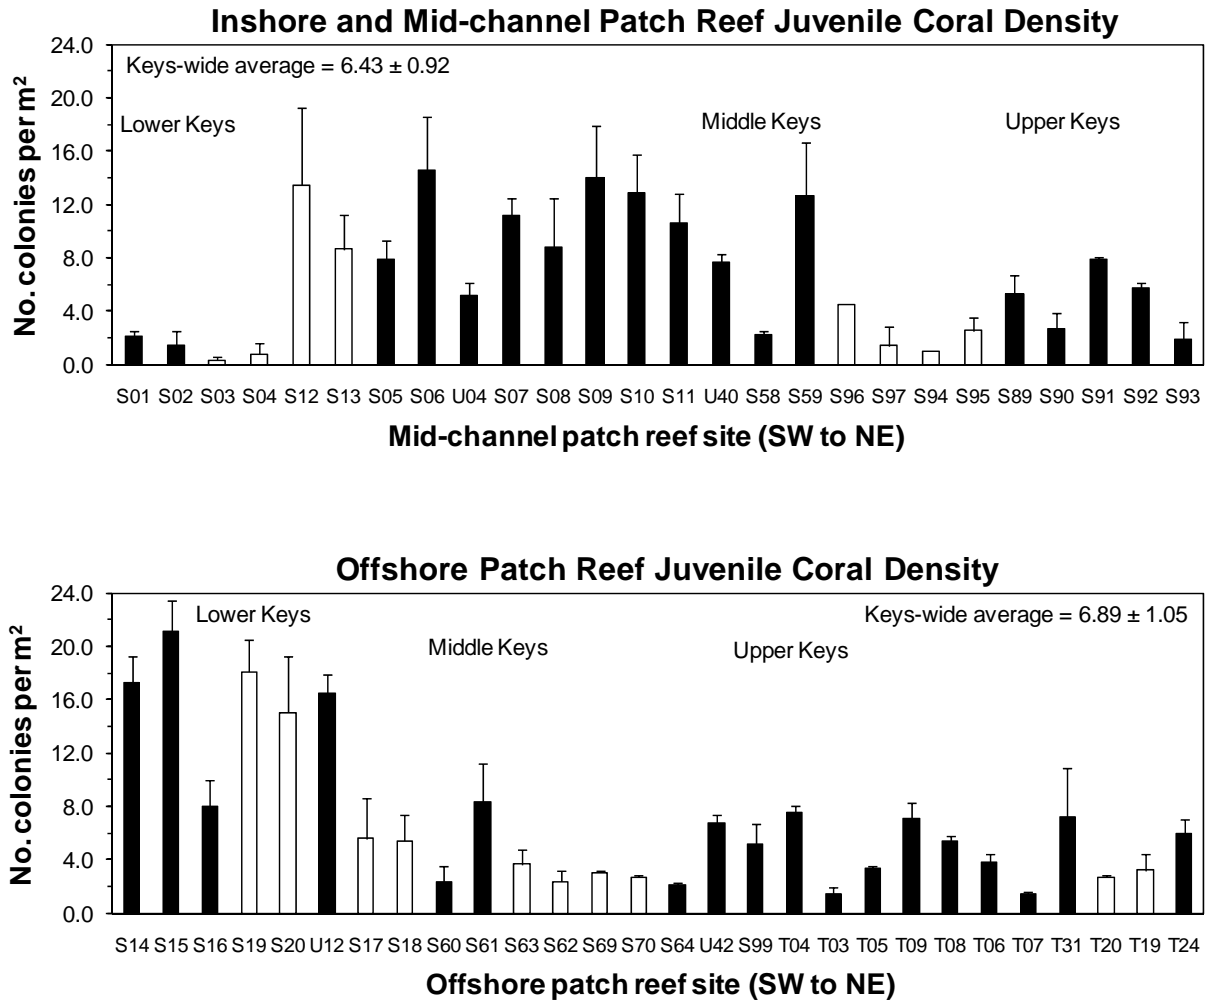 Inshore and Mid-channel Patch Reef Juvenile Coral Density
No. colonies per m²
24.0
20.0
16.0
12.0
8.0
4.0
0.0
Keys-wide average = 6.43 ± 0.92
Lower Keys
Middle Keys
Upper Keys
S01 S02 S03 S04 S12 S13 S05 S06 U04 S07 S08 S09 S10 S11 U40 S58 S59 S96 S97 S94 S95 S89 S90 S91 S92 S93
Mid-channel patch reef site (SW to NE)
Offshore Patch Reef Juvenile Coral Density
No. colonies per m²
24.0
20.0
16.0
12.0
8.0
4.0
0.0
Lower Keys
Keys-wide average = 6.89 ± 1.05
Middle Keys
Upper Keys
S14 S15 S16 S19 S20 U12 S17 S18 S60 S61 S63 S62 S69 S70 S64 U42 S99 T04 T03 T05 T09 T08 T06 T07 T31 T20 T19 T24
Offshore patch reef site (SW to NE)